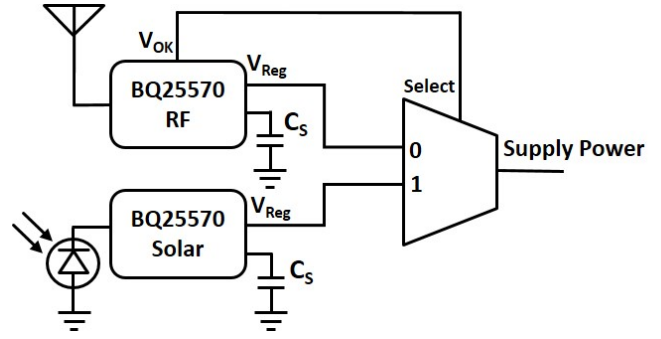 V_OK
V_Reg
BQ25570
RF
C_S
Select
0
1
Supply Power
BQ25570
Solar
V_Reg
C_S